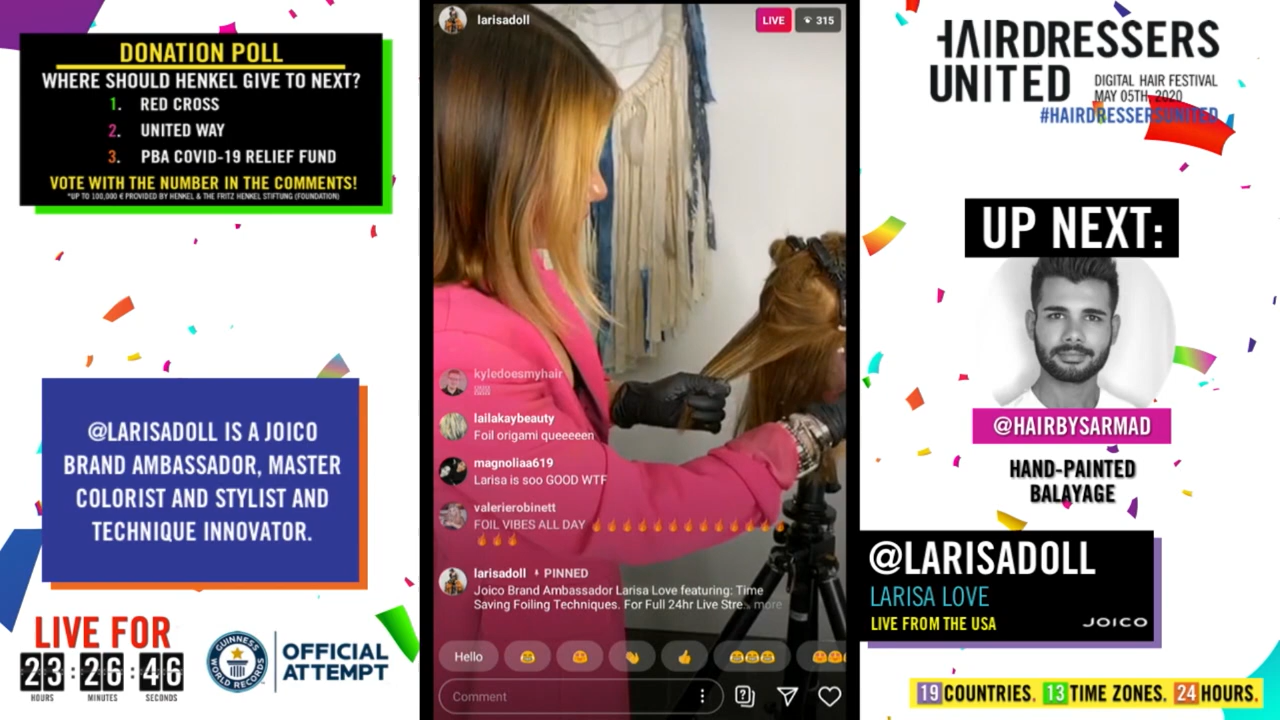 DONATION POLL
WHERE SHOULD HENKEL GIVE TO NEXT?
1. RED CROSS
2. UNITED WAY
3. PBA COVID-19 RELIEF FUND
VOTE WITH THE NUMBER IN THE COMMENTS!
*UP TO 100,000 € PROVIDED BY HENKEL & THE FRITZ HENKEL STIFTUNG (FOUNDATION)
@LARISADOLL IS A JOICO
BRAND AMBASSADOR, MASTER
COLORIST AND STYLIST AND
TECHNIQUE INNOVATOR.
LIVE FOR
23:26:46
HOURS MINUTES SECONDS
GUINNESS WORLD RECORDS
OFFICIAL
ATTEMPT
larisadoll
LIVE 315
kyledoesmyhair
lailakaybeauty
Foil origami queeeeen
magnoliaa619
Larisa is soo GOOD WTF
valerierobinett
FOIL VIBES ALL DAY 🔥🔥🔥🔥🔥🔥🔥🔥🔥🔥🔥🔥
🔥🔥🔥
larisadoll PINNED
Joico Brand Ambassador Larisa Love featuring: Time
Saving Foiling Techniques. For Full 24hr Live Stre... more
Hello 😂 😍 👏 👍 😂😂😂 😍😍
Comment
HAIRDRESSERS
UNITED
DIGITAL HAIR FESTIVAL
MAY 05TH, 2020
#HAIRDRESSERSUNITED
UP NEXT:
@HAIRBYSARMAD
HAND-PAINTED
BALAYAGE
@LARISADOLL
LARISA LOVE
LIVE FROM THE USA
JOICO
19 COUNTRIES. 13 TIME ZONES. 24 HOURS.